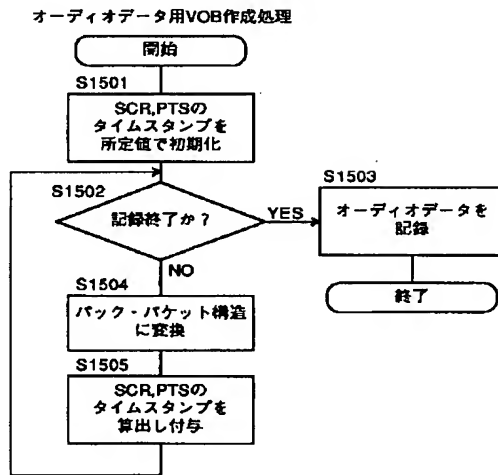 オーディオデータ用VOB作成処理
開始
S1501
SCR,PTSの
タイムスタンプを
所定値で初期化
S1502
記録終了か?
YES
S1503
オーディオデータを
記録
終了
NO
S1504
パック・パケット構造
に変換
S1505
SCR,PTSの
タイムスタンプを
算出し付与